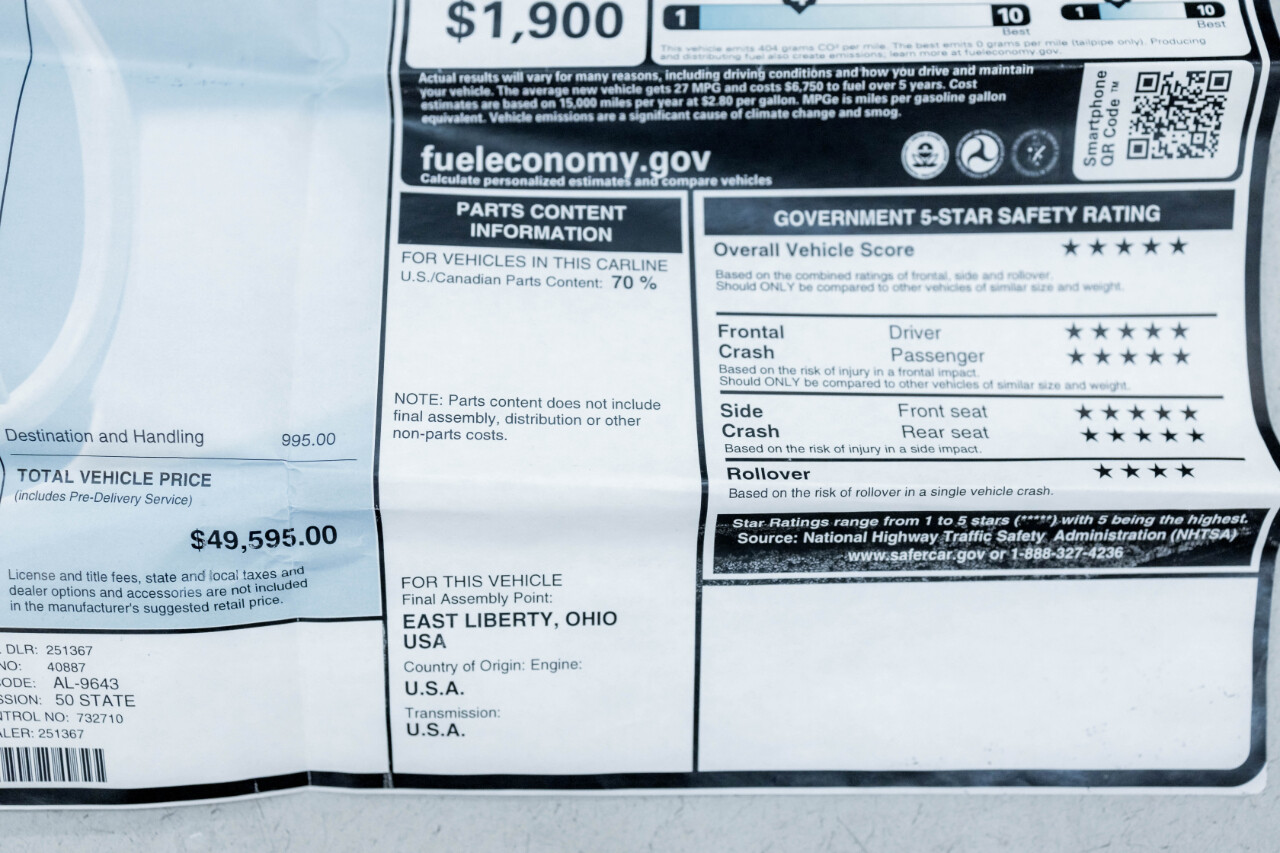 $1,900
1
10
Best
1
10
Best
This vehicle emits 404 grams CO² per mile. The best emits 0 grams per mile (tailpipe only). Producing
and distributing fuel also create emissions; learn more at fueleconomy.gov.
Actual results will vary for many reasons, including driving conditions and how you drive and maintain
your vehicle. The average new vehicle gets 27 MPG and costs $6,750 to fuel over 5 years. Cost
estimates are based on 15,000 miles per year at $2.80 per gallon. MPGe is miles per gasoline gallon
equivalent. Vehicle emissions are a significant cause of climate change and smog.
fueleconomy.gov
Calculate personalized estimates and compare vehicles
Smartphone
QR Code ™
PARTS CONTENT
INFORMATION
FOR VEHICLES IN THIS CARLINE
U.S./Canadian Parts Content: 70 %
NOTE: Parts content does not include
final assembly, distribution or other
non-parts costs.
FOR THIS VEHICLE
Final Assembly Point:
EAST LIBERTY, OHIO
USA
Country of Origin: Engine:
U.S.A.
Transmission:
U.S.A.
GOVERNMENT 5-STAR SAFETY RATING
Overall Vehicle Score ★★★★★
Based on the combined ratings of frontal, side and rollover.
Should ONLY be compared to other vehicles of similar size and weight.
Frontal Driver ★★★★★
Crash Passenger ★★★★★
Based on the risk of injury in a frontal impact.
Should ONLY be compared to other vehicles of similar size and weight.
Side Front seat ★★★★★
Crash Rear seat ★★★★★
Based on the risk of injury in a side impact.
Rollover ★★★★
Based on the risk of rollover in a single vehicle crash.
Star Ratings range from 1 to 5 stars (*****) with 5 being the highest.
Source: National Highway Traffic Safety Administration (NHTSA)
www.safercar.gov or 1-888-327-4236
Destination and Handling 995.00
TOTAL VEHICLE PRICE
(includes Pre-Delivery Service)
$49,595.00
License and title fees, state and local taxes and
dealer options and accessories are not included
in the manufacturer's suggested retail price.
DLR: 251367
NO: 40887
ODE: AL-9643
SSION: 50 STATE
TROL NO: 732710
ALER: 251367